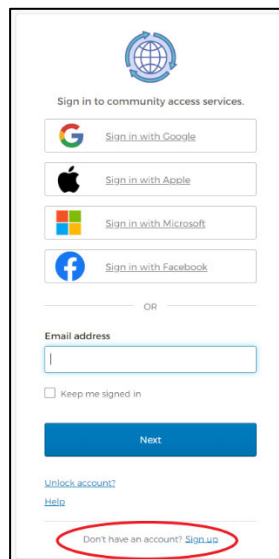 Sign in to community access services.
Sign in with Google
Sign in with Apple
Sign in with Microsoft
Sign in with Facebook
OR
Email address
Keep me signed in
Next
Unlock account?
Help
Don't have an account? Sign up